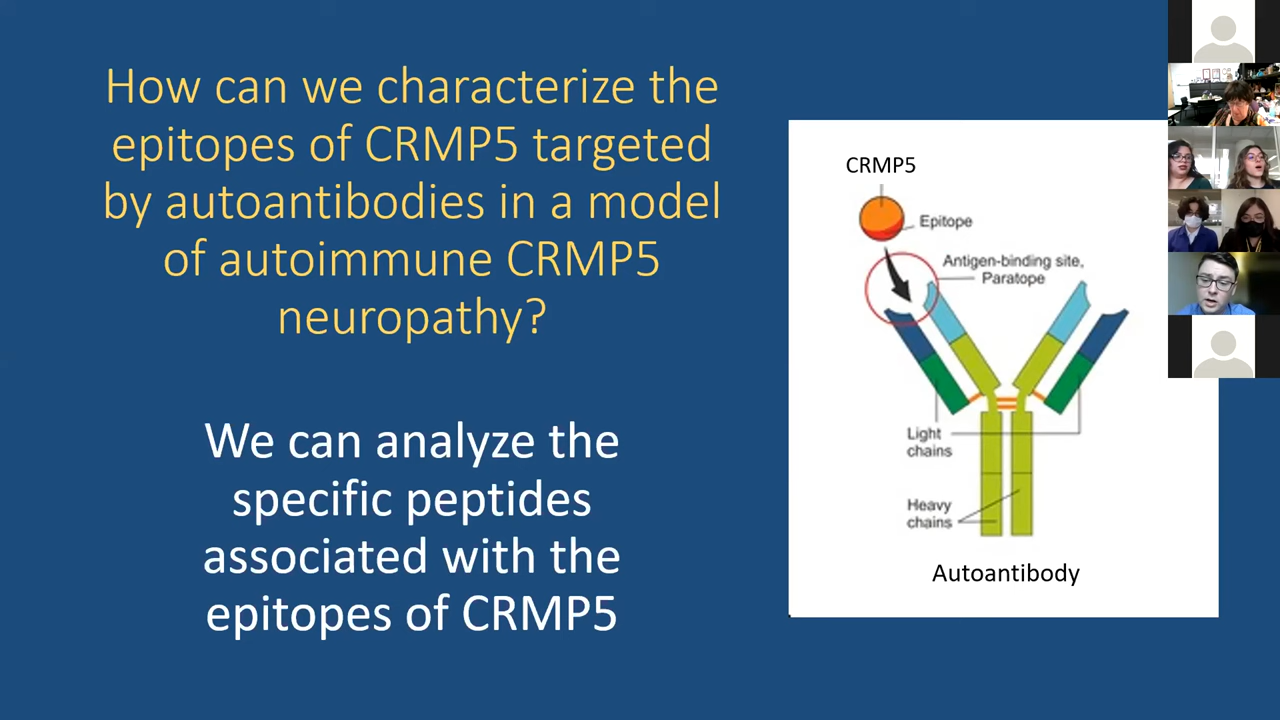 How can we characterize the
epitopes of CRMP5 targeted
by autoantibodies in a model
of autoimmune CRMP5
neuropathy?
We can analyze the
specific peptides
associated with the
epitopes of CRMP5
CRMP5
Epitope
Antigen-binding site,
Paratope
Light
chains
Heavy
chains
Autoantibody